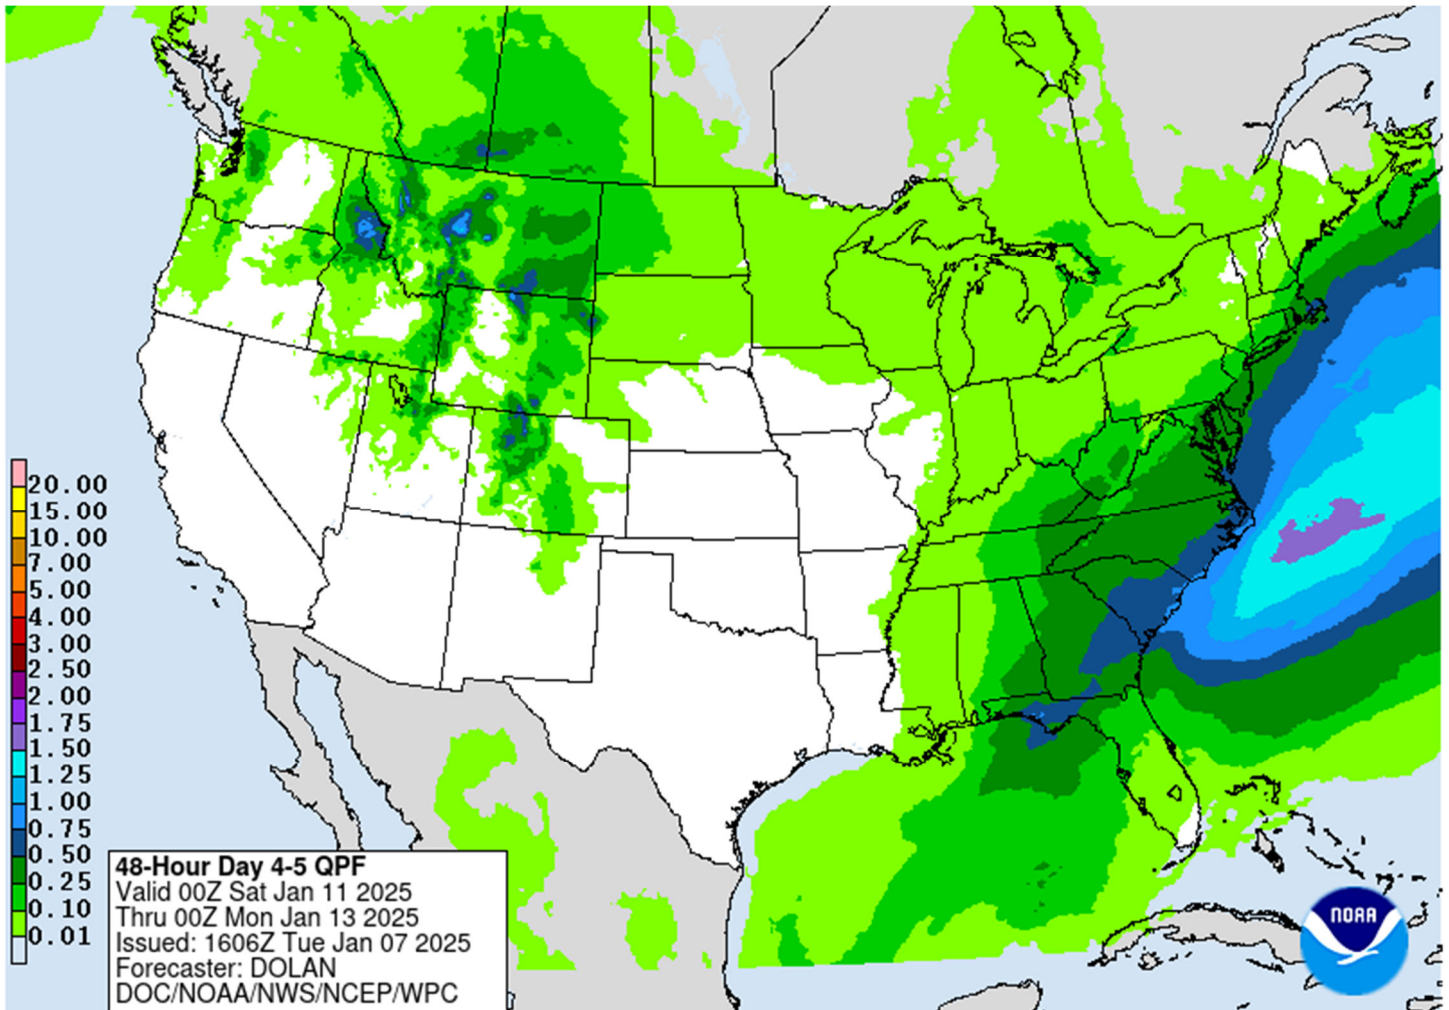 20.00
15.00
10.00
7.00
5.00
4.00
3.00
2.50
2.00
1.75
1.50
1.25
1.00
0.75
0.50
0.25
0.10
0.01
48-Hour Day 4-5 QPF
Valid 00Z Sat Jan 11 2025
Thru 00Z Mon Jan 13 2025
Issued: 1606Z Tue Jan 07 2025
Forecaster: DOLAN
DOC/NOAA/NWS/NCEP/WPC
NOAA